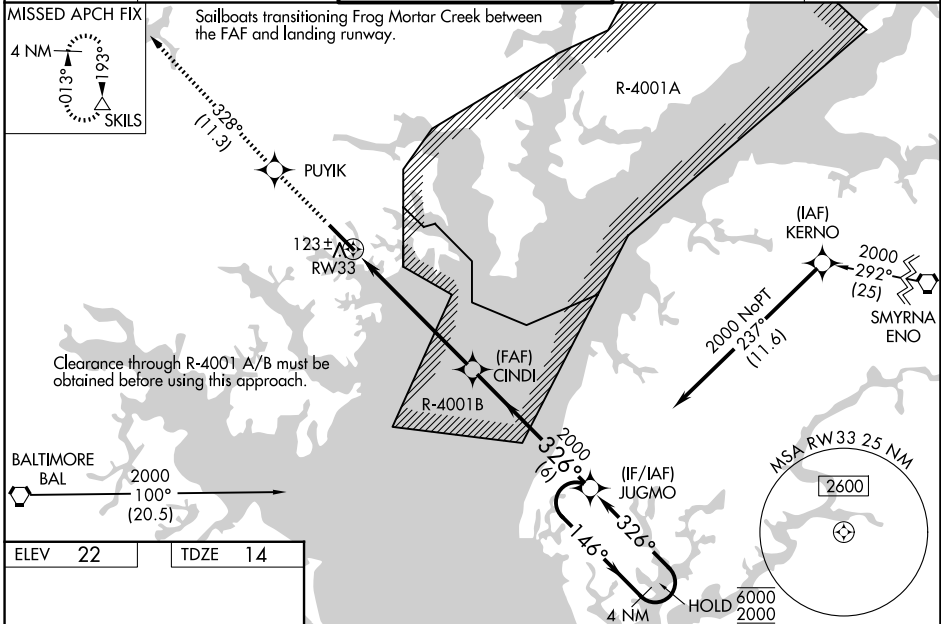 MISSED APCH FIX
4 NM
013°
193°
SKILS
Sailboats transitioning Frog Mortar Creek between
the FAF and landing runway.
R-4001A
328°
(11.3)
PUYIK
123±
RW33
(IAF)
KERNO
2000
292°
(25)
SMYRNA
ENO
2000 NoPT
237°
(11.6)
Clearance through R-4001 A/B must be
obtained before using this approach.
(FAF)
CINDI
R-4001B
2000
326°
(6)
(IF/IAF)
JUGMO
326°
146°
4 NM
HOLD
6000
2000
BALTIMORE
BAL
2000
100°
(20.5)
MSA RW33 25 NM
2600
ELEV 22
TDZE 14